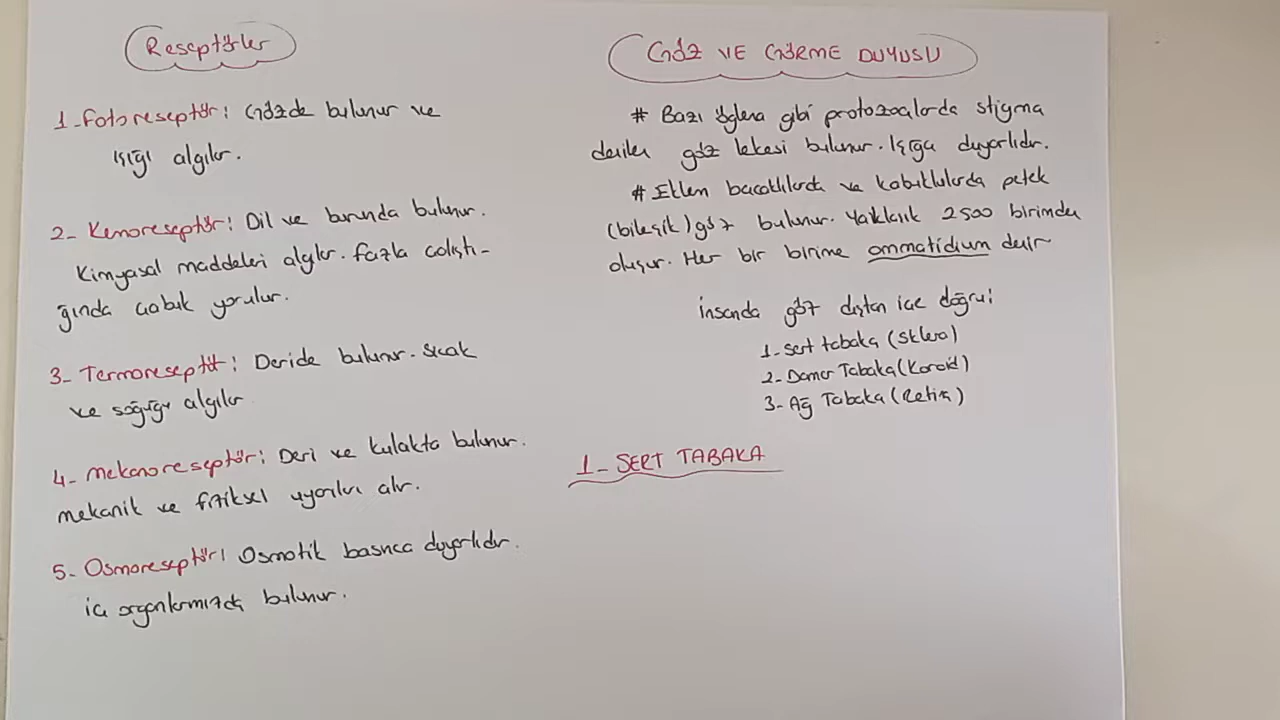 Reseptörler
1-Fotoreseptör: Gözde bulunur ve
ışığı algılar.
2- Kemoreseptör: Dil ve burunda bulunur.
Kimyasal maddeleri algılar. fazla çalıştı-
ğında çabuk yorulur.
3- Termoreseptör: Deride bulunur. Sıcak
ve soğuğu algılar
4- Mekanoreseptör: Deri ve kulakta bulunur.
mekanik ve fiziksel uyarıları alır.
5- Osmoreseptör: Osmotik basınca duyarlıdır.
iç organlarımızda bulunur.
GÖZ VE GÖRME DUYUSU
# Bazı öglena gibi protozoalarda stigma
denilen göz lekesi bulunur. Işığa duyarlıdır.
# Eklem bacaklılarda ve kabuklularda petek
(bileşik) göz bulunur. Yaklaşık 2500 birimden
oluşur. Her bir birime ommatidium denir
İnsanda göz dıştan içe doğru;
1-Sert tabaka (Sklera)
2-Damar Tabaka (Koroid)
3- Ağ Tabaka (Retina)
1- SERT TABAKA